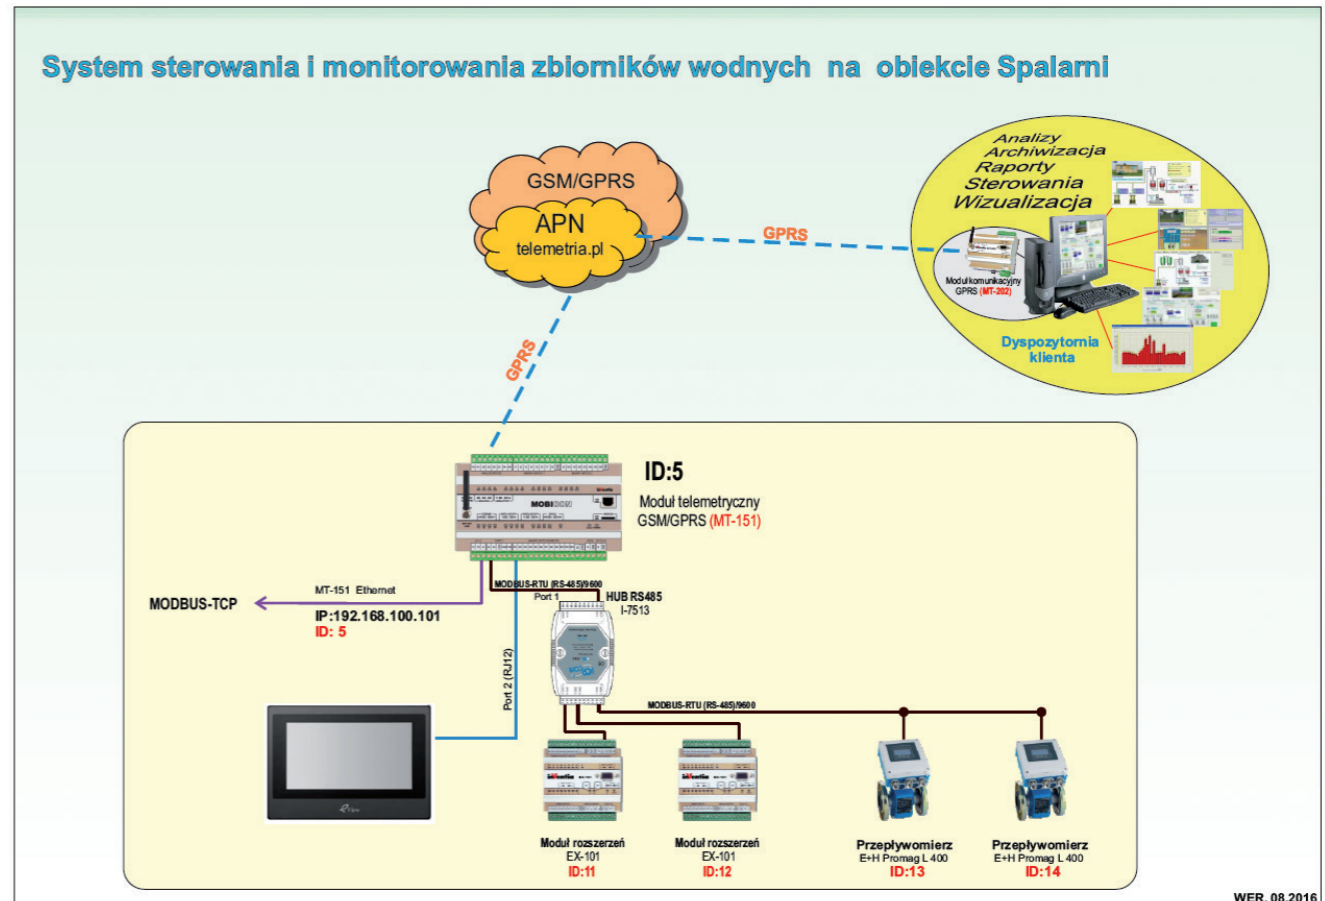 System sterowania i monitorowania zbiorników wodnych na obiekcie Spalarni
GSM/GPRS
APN
telemetria.pl
GPRS
GPRS
Analizy
Archiwizacja
Raporty
Sterowania
Wizualizacja
Moduł komunikacyjny
GPRS (MT-202)
Dyspozytornia
klienta
ID:5
Moduł telemetryczny
GSM/GPRS (MT-151)
MOBICON
MODBUS-TCP
MT-151 Ethernet
IP:192.168.100.101
ID: 5
MODBUS-RTU (RS-485)/9600
Port 1
HUB RS485
I-7513
Port 2 (RJ12)
MODBUS-RTU (RS-485)/9600
inventia
inventia
Moduł rozszerzeń
EX-101
ID:11
Moduł rozszerzeń
EX-101
ID:12
Przepływomierz
E+H Promag L 400
ID:13
Przepływomierz
E+H Promag L 400
ID:14
WER. 08.2016